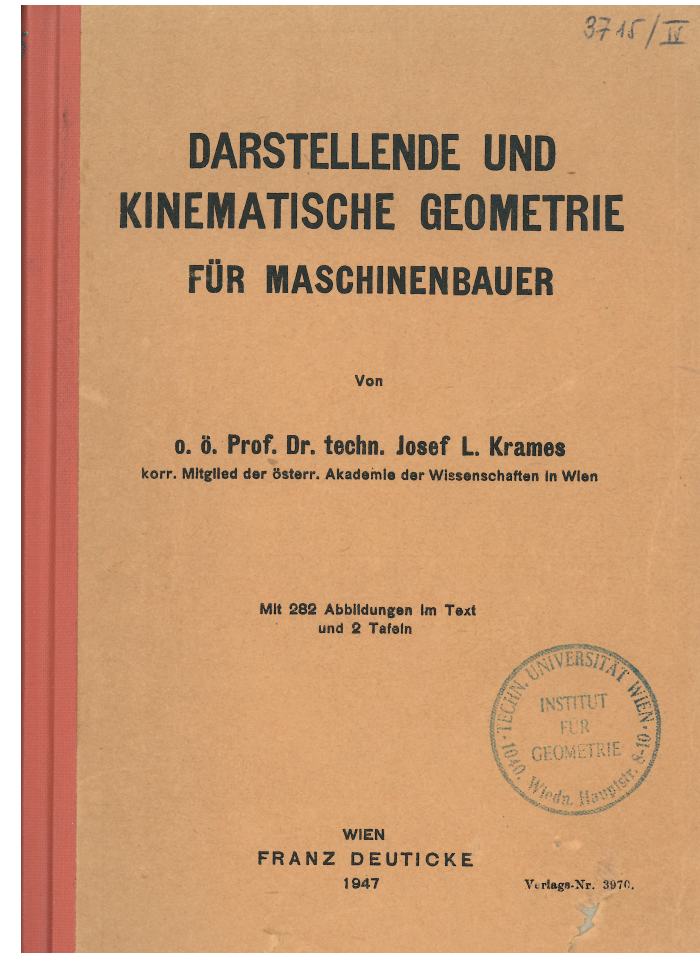 3715/IV
DARSTELLENDE UND
KINEMATISCHE GEOMETRIE
FÜR MASCHINENBAUER
Von
o. ö. Prof. Dr. techn. Josef L. Krames
korr. Mitglied der österr. Akademie der Wissenschaften in Wien
Mit 282 Abbildungen im Text
und 2 Tafeln
· TECHN. UNIVERSITÄT WIEN ·
INSTITUT
FÜR
GEOMETRIE
1040, Wiedn. Hauptstr. 8-10
WIEN
FRANZ DEUTICKE
1947
Verlags-Nr. 3970.